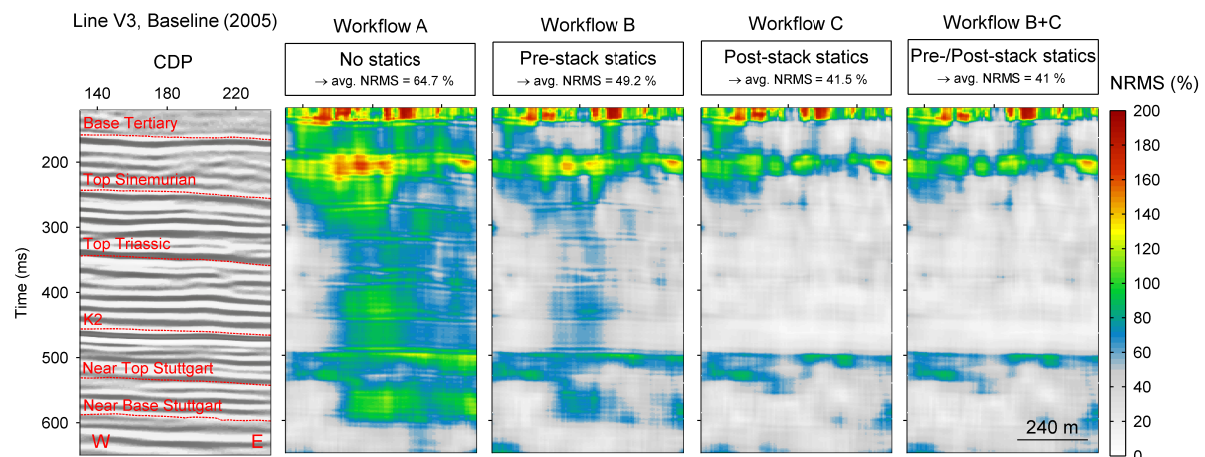 Line V3, Baseline (2005)
CDP
140 180 220
Workflow A
No statics
→ avg. NRMS = 64.7 %
Workflow B
Pre-stack statics
→ avg. NRMS = 49.2 %
Workflow C
Post-stack statics
→ avg. NRMS = 41.5 %
Workflow B+C
Pre-/Post-stack statics
→ avg. NRMS = 41 %
NRMS (%)
Time (ms)
200
300
400
500
600
Base Tertiary
Top Sinemurian
Top Triassic
K2
Near Top Stuttgart
Near Base Stuttgart
W E
240 m
200
180
160
140
120
100
80
60
40
20
0